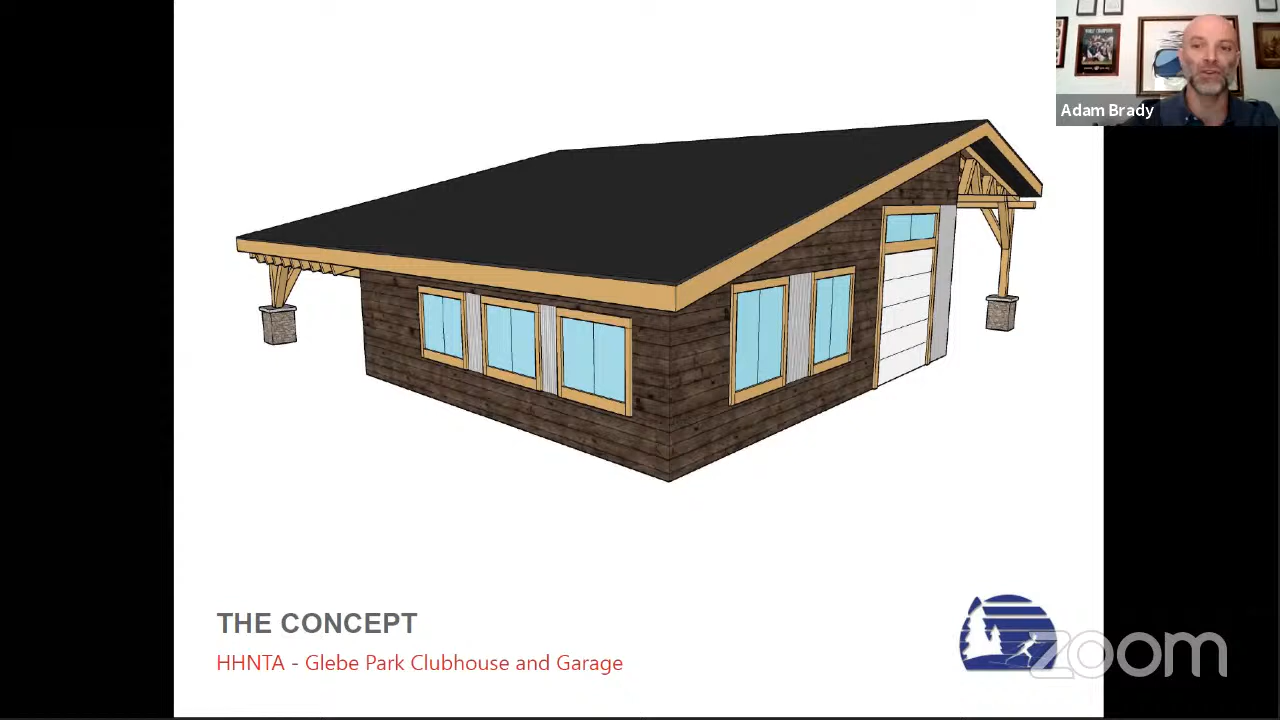 Adam Brady
THE CONCEPT
HHNTA - Glebe Park Clubhouse and Garage
zoom